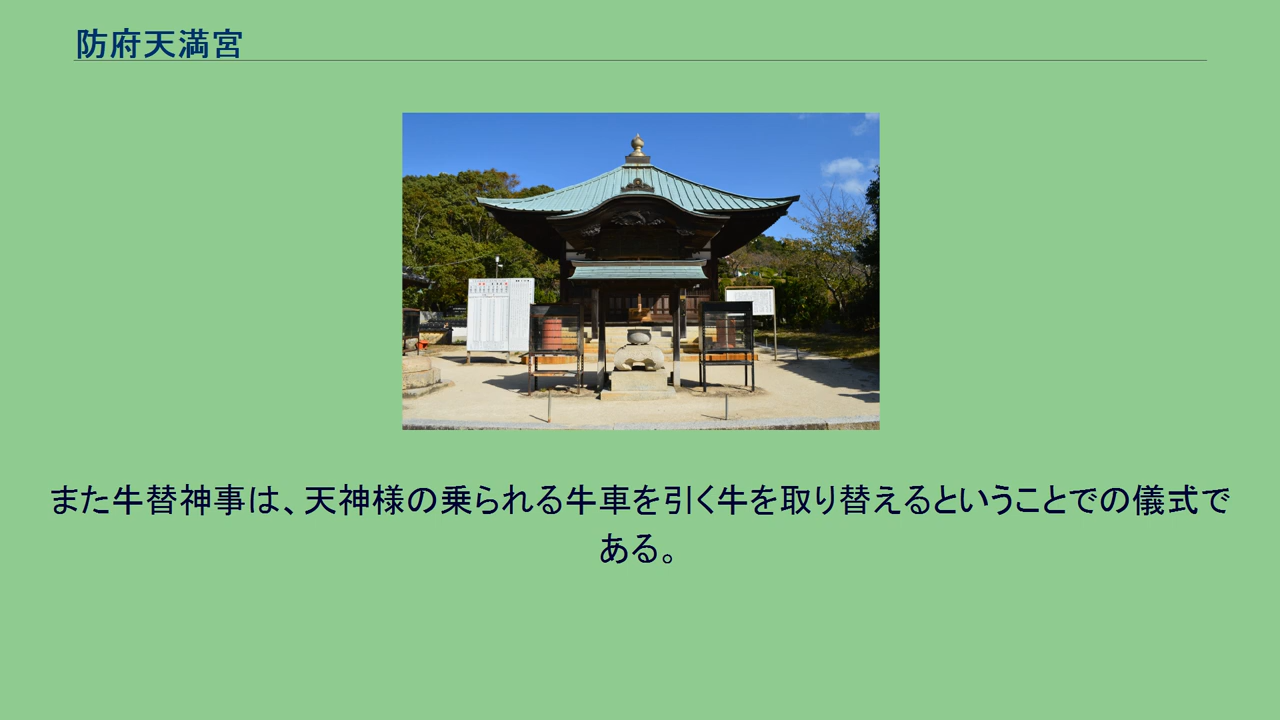 防府天満宮
また牛替神事は、天神様の乗られる牛車を引く牛を取り替えるということでの儀式で
ある。